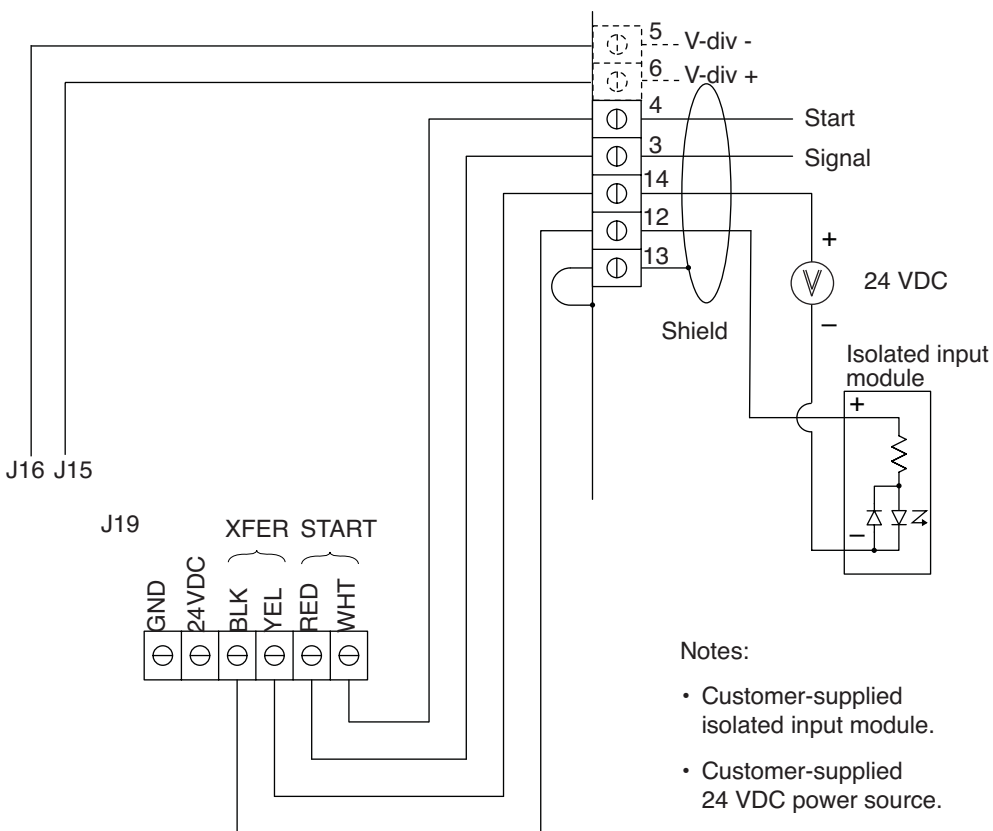 5
V-div -
6
V-div +
4
Start
3
Signal
14
12
+
13
24 VDC
–
Shield
Isolated input
module
+
–
J16 J15
J19
XFER START
GND
24VDC
BLK
YEL
RED
WHT
Notes:
• Customer-supplied
isolated input module.
• Customer-supplied
24 VDC power source.